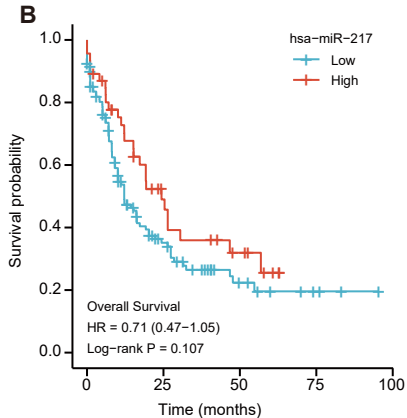 B
hsa−miR−217
Low
High
1.0
0.8
0.6
0.4
0.2
0.0
Survival probability
Overall Survival
HR = 0.71 (0.47−1.05)
Log−rank P = 0.107
0 25 50 75 100
Time (months)